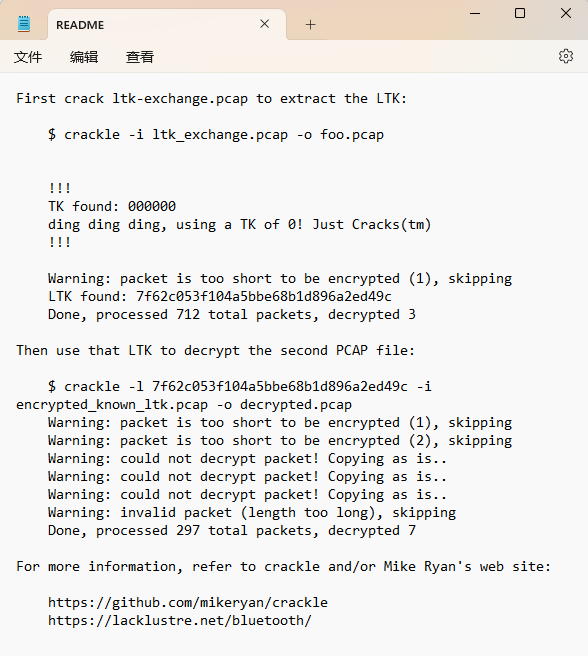 README
文件 编辑 查看
First crack ltk-exchange.pcap to extract the LTK:
$ crackle -i ltk_exchange.pcap -o foo.pcap
!!!
TK found: 000000
ding ding ding, using a TK of 0! Just Cracks(tm)
!!!
Warning: packet is too short to be encrypted (1), skipping
LTK found: 7f62c053f104a5bbe68b1d896a2ed49c
Done, processed 712 total packets, decrypted 3
Then use that LTK to decrypt the second PCAP file:
$ crackle -l 7f62c053f104a5bbe68b1d896a2ed49c -i
encrypted_known_ltk.pcap -o decrypted.pcap
Warning: packet is too short to be encrypted (1), skipping
Warning: packet is too short to be encrypted (2), skipping
Warning: could not decrypt packet! Copying as is..
Warning: could not decrypt packet! Copying as is..
Warning: could not decrypt packet! Copying as is..
Warning: invalid packet (length too long), skipping
Done, processed 297 total packets, decrypted 7
For more information, refer to crackle and/or Mike Ryan's web site:
https://github.com/mikeryan/crackle
https://lacklustre.net/bluetooth/